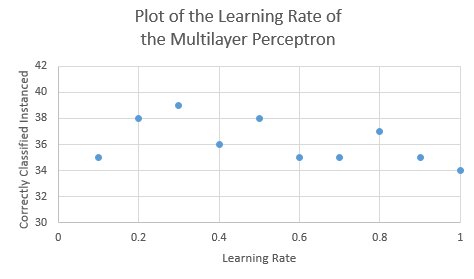 Plot of the Learning Rate of
the Multilayer Perceptron
Correctly Classified Instanced
42
40
38
36
34
32
30
0 0.2 0.4 0.6 0.8 1
Learning Rate